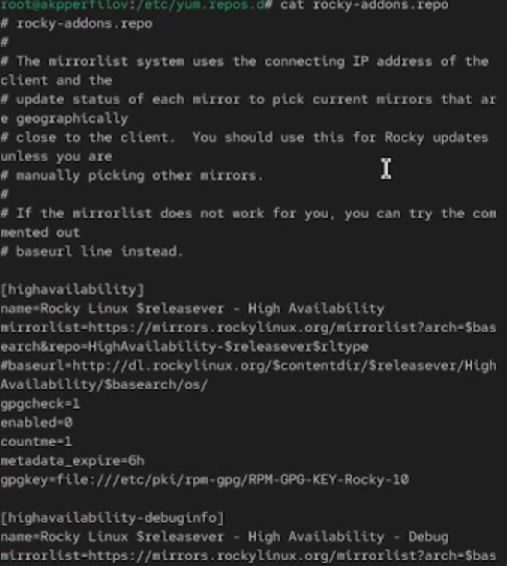 root@akpperfilov:/etc/yum.repos.d# cat rocky-addons.repo
# rocky-addons.repo
#
# The mirrorlist system uses the connecting IP address of the
client and the
# update status of each mirror to pick current mirrors that ar
e geographically
# close to the client.  You should use this for Rocky updates
unless you are
# manually picking other mirrors.
#
# If the mirrorlist does not work for you, you can try the com
mented out
# baseurl line instead.

[highavailability]
name=Rocky Linux $releasever - High Availability
mirrorlist=https://mirrors.rockylinux.org/mirrorlist?arch=$bas
earch&repo=HighAvailability-$releasever$rltype
#baseurl=http://dl.rockylinux.org/$contentdir/$releasever/High
Availability/$basearch/os/
gpgcheck=1
enabled=0
countme=1
metadata_expire=6h
gpgkey=file:///etc/pki/rpm-gpg/RPM-GPG-KEY-Rocky-10

[highavailability-debuginfo]
name=Rocky Linux $releasever - High Availability - Debug
mirrorlist=https://mirrors.rockylinux.org/mirrorlist?arch=$bas